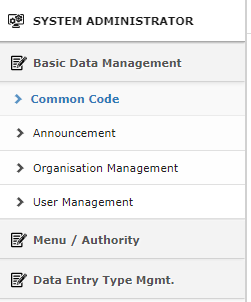 SYSTEM ADMINISTRATOR
Basic Data Management
Common Code
Announcement
Organisation Management
User Management
Menu / Authority
Data Entry Type Mgmt.